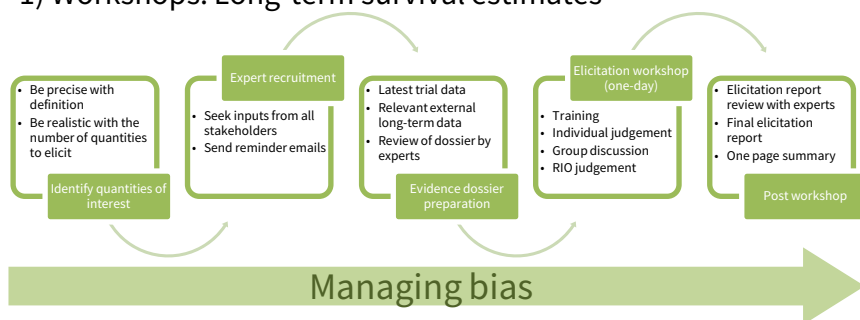 1) Workshops: Long-term survival estimates
• Be precise with
definition
• Be realistic with the
number of quantities
to elicit
Identify quantities of
interest
Expert recruitment
• Seek inputs from all
stakeholders
• Send reminder emails
• Latest trial data
• Relevant external
long-term data
• Review of dossier by
experts
Evidence dossier
preparation
Elicitation workshop
(one-day)
• Training
• Individual judgement
• Group discussion
• RIO judgement
• Elicitation report
review with experts
• Final elicitation
report
• One page summary
Post workshop
Managing bias